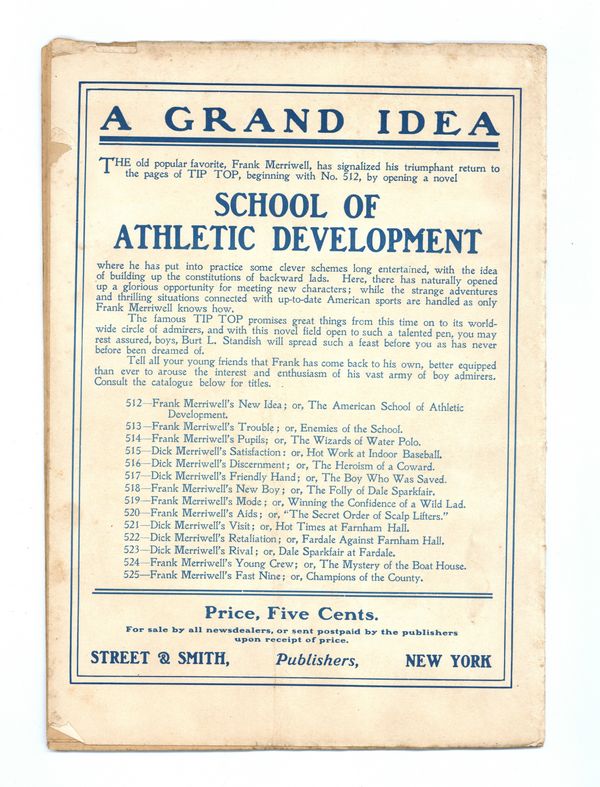 A GRAND IDEA
THE old popular favorite, Frank Merriwell, has signalized his triumphant return to
the pages of TIP TOP, beginning with No. 512, by opening a novel
SCHOOL OF
ATHLETIC DEVELOPMENT
where he has put into practice some clever schemes long entertained, with the idea
of building up the constitutions of backward lads. Here, there has naturally opened
up a glorious opportunity for meeting new characters; while the strange adventures
and thrilling situations connected with up-to-date American sports are handled as only
Frank Merriwell knows how.
The famous TIP TOP promises great things from this time on to its world-
wide circle of admirers, and with this novel field open to such a talented pen, you may
rest assured, boys, Burt L. Standish will spread such a feast before you as has never
before been dreamed of.
Tell all your young friends that Frank has come back to his own, better equipped
than ever to arouse the interest and enthusiasm of his vast army of boy admirers.
Consult the catalogue below for titles.
512—Frank Merriwell's New Idea; or, The American School of Athletic
Development.
513—Frank Merriwell's Trouble; or, Enemies of the School.
514—Frank Merriwell's Pupils; or, The Wizards of Water Polo.
515—Dick Merriwell's Satisfaction: or, Hot Work at Indoor Baseball.
516—Dick Merriwell's Discernment; or, The Heroism of a Coward.
517—Dick Merriwell's Friendly Hand; or, The Boy Who Was Saved.
518—Frank Merriwell's New Boy; or, The Folly of Dale Sparkfair.
519—Frank Merriwell's Mode; or, Winning the Confidence of a Wild Lad.
520—Frank Merriwell's Aids; or, "The Secret Order of Scalp Lifters."
521—Dick Merriwell's Visit; or, Hot Times at Farnham Hall.
522—Dick Merriwell's Retaliation; or, Fardale Against Farnham Hall.
523—Dick Merriwell's Rival; or, Dale Sparkfair at Fardale.
524—Frank Merriwell's Young Crew; or, The Mystery of the Boat House.
525—Frank Merriwell's Fast Nine; or, Champions of the County.
Price, Five Cents.
For sale by all newsdealers, or sent postpaid by the publishers
upon receipt of price.
STREET & SMITH, Publishers, NEW YORK